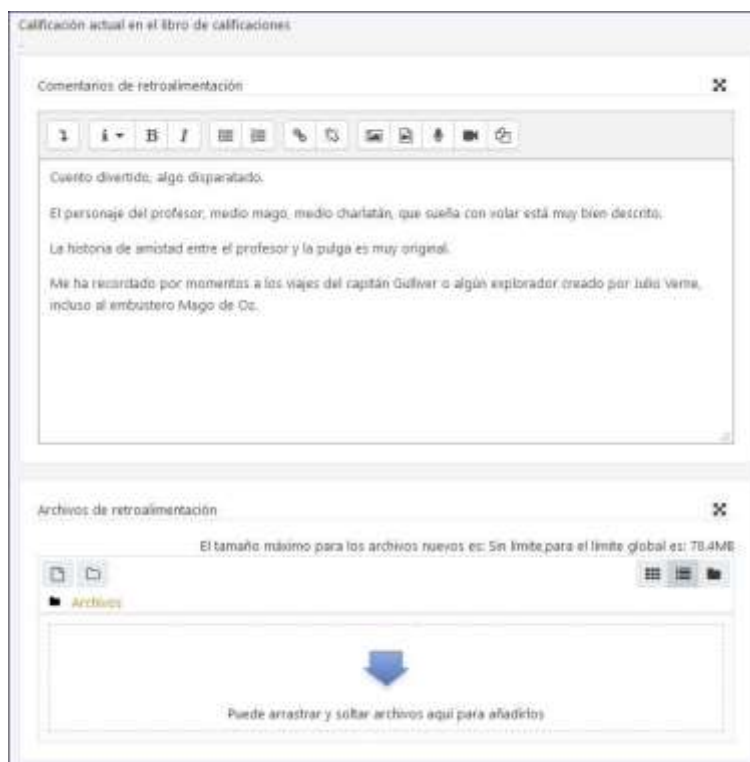 Calificación actual en el libro de calificaciones
-
Comentarios de retroalimentación
Cuento divertido, algo disparatado.
El personaje del profesor, medio mago, medio charlatán, que sueña con volar está muy bien descrito.
La historia de amistad entre el profesor y la pulga es muy original.
Me ha recordado por momentos a los viajes del capitán Gulliver o algún explorador creado por Julio Verne,
incluso al embustero Mago de Oz.
Archivos de retroalimentación
El tamaño máximo para los archivos nuevos es: Sin límite,para el límite global es: 78.4MB
Archivos
Puede arrastrar y soltar archivos aquí para añadirlos